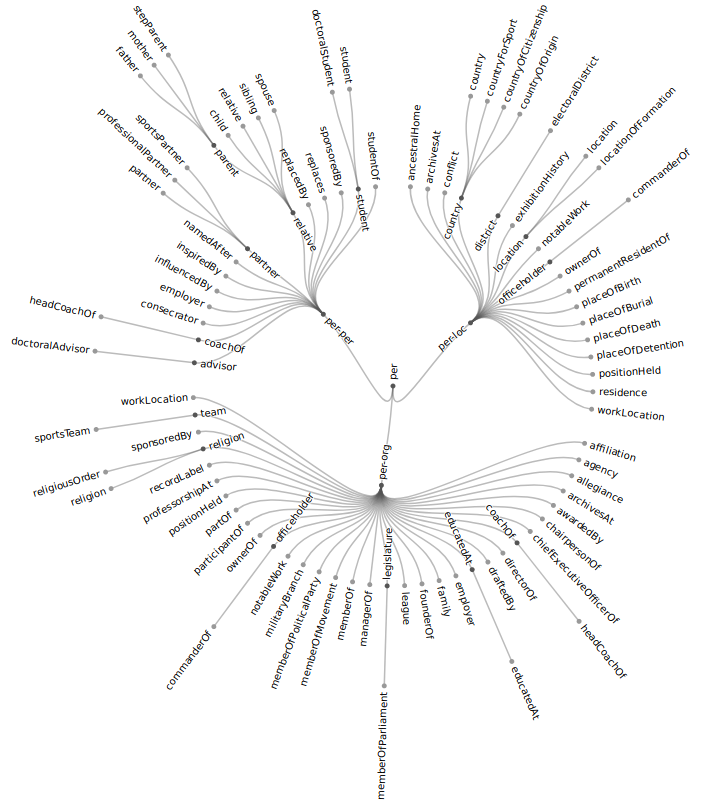 stepParent
mother
father
parent
sportsPartner
professionalPartner
partner
partner
spouse
sibling
relative
child
relative
doctoralStudent
student
student
replacedBy
replaces
sponsoredBy
studentOf
namedAfter
inspiredBy
influencedBy
employer
consecrator
headCoachOf
coachOf
doctoralAdvisor
advisor
per-per
per
per-loc
ancestralHome
archivesAt
conflict
country
countryForSport
countryOfCitizenship
countryOfOrigin
country
electoralDistrict
district
exhibitionHistory
location
locationOfFormation
location
notableWork
commanderOf
officeholder
ownerOf
permanentResidentOf
placeOfBirth
placeOfBurial
placeOfDeath
placeOfDetention
positionHeld
residence
workLocation
per-org
workLocation
team
sportsTeam
sponsoredBy
religion
religiousOrder
religion
recordLabel
professorshipAt
positionHeld
partOf
participantOf
ownerOf
officeholder
commanderOf
notableWork
militaryBranch
memberOfPoliticalParty
memberOfMovement
memberOf
managerOf
legislature
memberOfParliament
league
founderOf
family
employer
educatedAt
educatedAt
draftedBy
directorOf
coachOf
headCoachOf
chiefExecutiveOfficerOf
chairpersonOf
awardedBy
archivesAt
allegiance
agency
affiliation